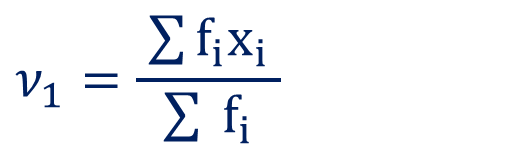 ν₁ = ∑ fᵢxᵢ / ∑ fᵢ